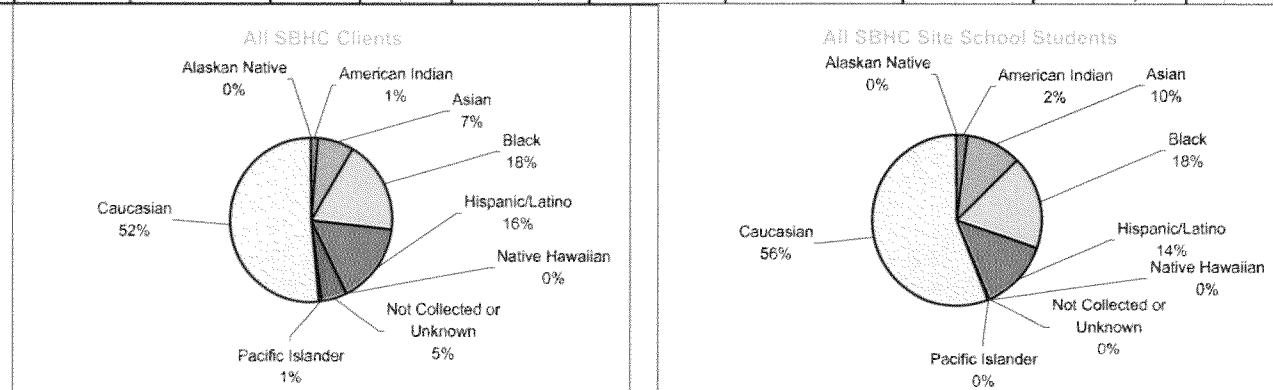 All SBHC Clients
Alaskan Native
0%
American Indian
1%
Asian
7%
Black
18%
Hispanic/Latino
16%
Native Hawaiian
0%
Not Collected or
Unknown
5%
Pacific Islander
1%
Caucasian
52%
All SBHC Site School Students
Alaskan Native
0%
American Indian
2%
Asian
10%
Black
18%
Hispanic/Latino
14%
Native Hawaiian
0%
Not Collected or
Unknown
0%
Pacific Islander
0%
Caucasian
56%